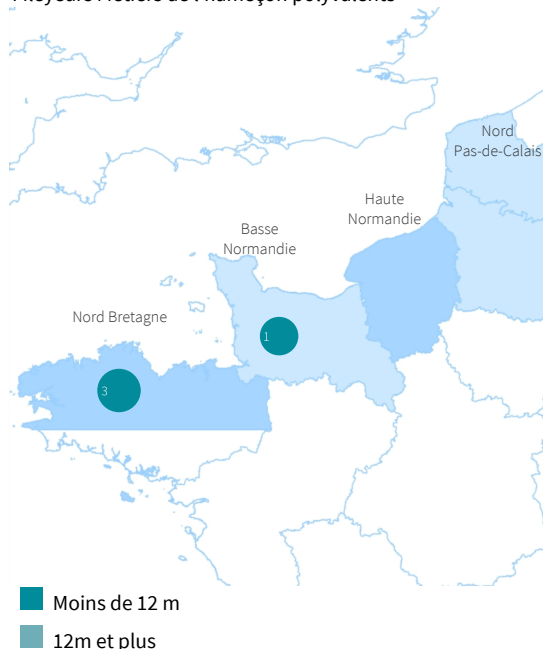 Nord
Pas-de-Calais
Haute
Normandie
Basse
Normandie
Nord Bretagne
1
3
Moins de 12 m
12m et plus